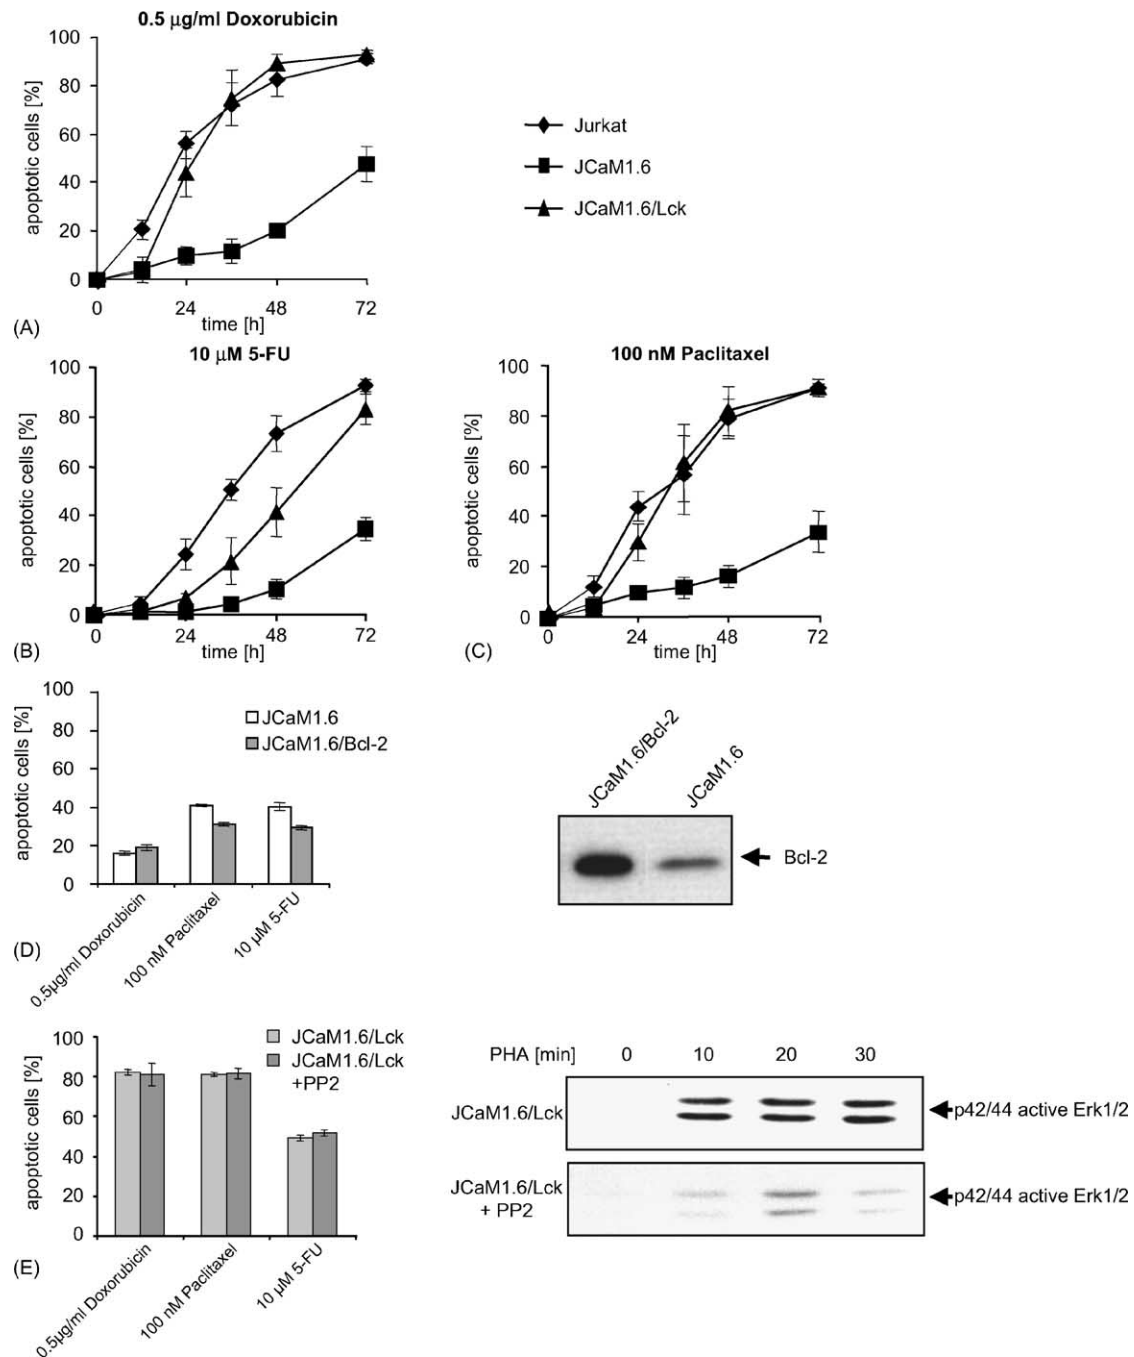 0.5 µg/ml Doxorubicin
apoptotic cells [%]
100
80
60
40
20
0
0 24 48 72
time [h]
(A)
Jurkat
JCaM1.6
JCaM1.6/Lck
10 µM 5-FU
apoptotic cells [%]
100
80
60
40
20
0
0 24 48 72
time [h]
(B)
100 nM Paclitaxel
apoptotic cells [%]
100
80
60
40
20
0
0 24 48 72
time [h]
(C)
apoptotic cells [%]
100
80
60
40
20
0
JCaM1.6
JCaM1.6/Bcl-2
0.5µg/ml Doxorubicin
100 nM Paclitaxel
10 µM 5-FU
(D)
JCaM1.6/Bcl-2
JCaM1.6
Bcl-2
apoptotic cells [%]
100
80
60
40
20
0
JCaM1.6/Lck
JCaM1.6/Lck
+PP2
0.5µg/ml Doxorubicin
100 nM Paclitaxel
10 µM 5-FU
(E)
PHA [min] 0 10 20 30
JCaM1.6/Lck
p42/44 active Erk1/2
JCaM1.6/Lck
+ PP2
p42/44 active Erk1/2